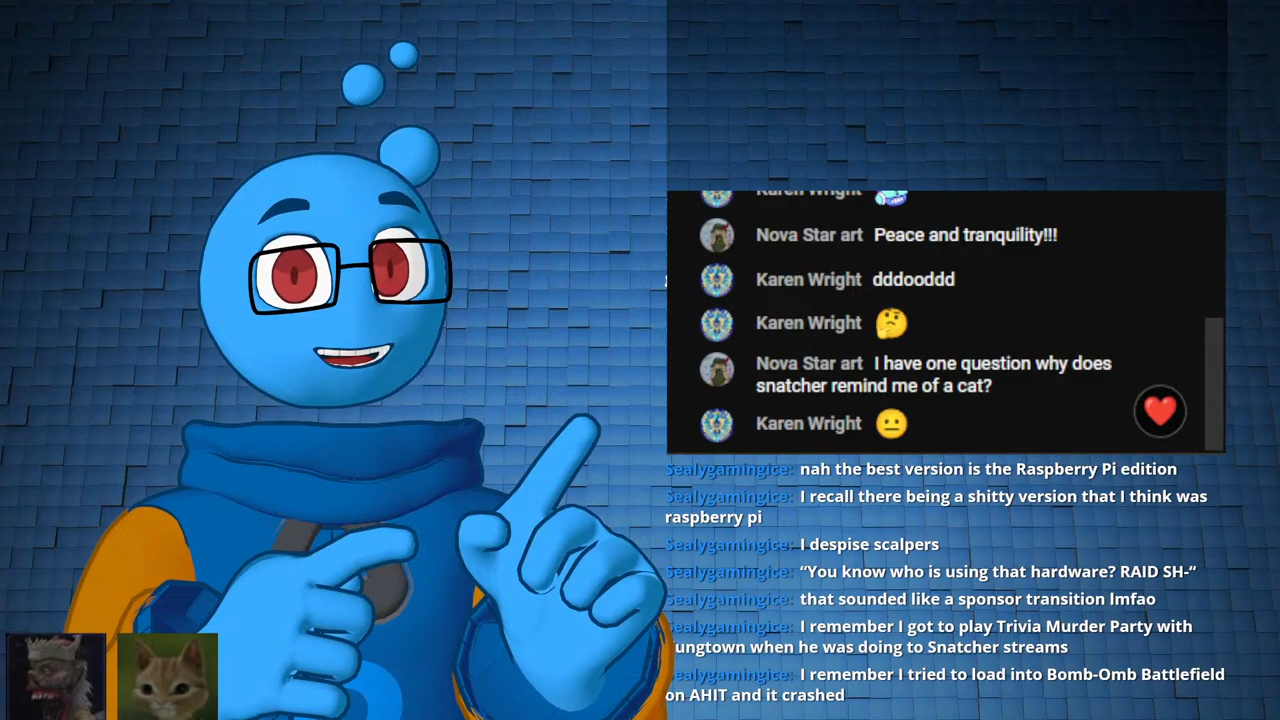 Karen Wright
Nova Star art Peace and tranquility!!!
Karen Wright dddooddd
Karen Wright 🤔
Nova Star art I have one question why does
snatcher remind me of a cat?
Karen Wright 😐
Sealygamingice: nah the best version is the Raspberry Pi edition
Sealygamingice: I recall there being a shitty version that I think was
raspberry pi
Sealygamingice: I despise scalpers
Sealygamingice: “You know who is using that hardware? RAID SH-“
Sealygamingice: that sounded like a sponsor transition lmfao
Sealygamingice: I remember I got to play Trivia Murder Party with
ungtown when he was doing to Snatcher streams
ealygamingice: I remember I tried to load into Bomb-Omb Battlefield
on AHIT and it crashed